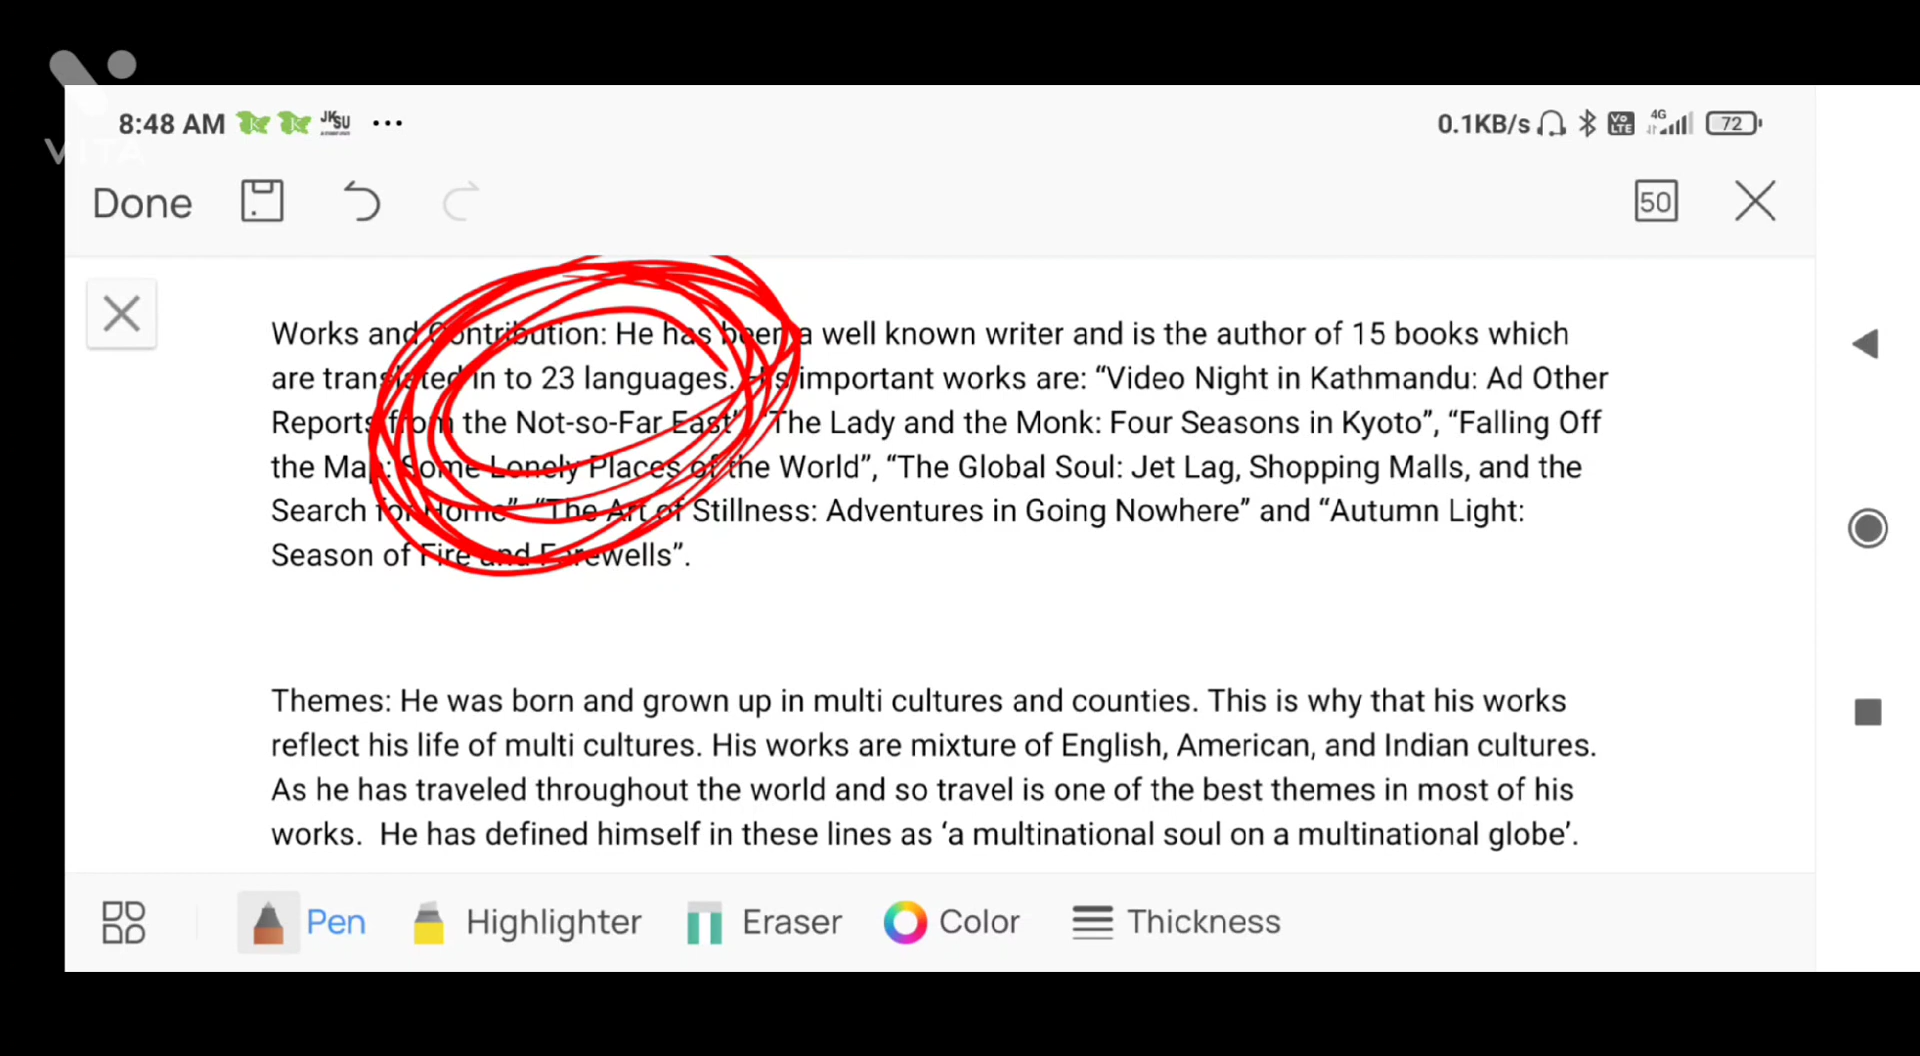 VITA
8:48 AM JKSU ... 0.1KB/s Vo LTE 4G 72
Done 50
Works and Contribution: He has been a well known writer and is the author of 15 books which
are translated in to 23 languages. His important works are: “Video Night in Kathmandu: Ad Other
Reports from the Not-so-Far East”, “The Lady and the Monk: Four Seasons in Kyoto”, “Falling Off
the Map: Some Lonely Places of the World”, “The Global Soul: Jet Lag, Shopping Malls, and the
Search for Home”, “The Art of Stillness: Adventures in Going Nowhere” and “Autumn Light:
Season of Fire and Farewells”.
Themes: He was born and grown up in multi cultures and counties. This is why that his works
reflect his life of multi cultures. His works are mixture of English, American, and Indian cultures.
As he has traveled throughout the world and so travel is one of the best themes in most of his
works. He has defined himself in these lines as ‘a multinational soul on a multinational globe’.
Pen Highlighter Eraser Color Thickness